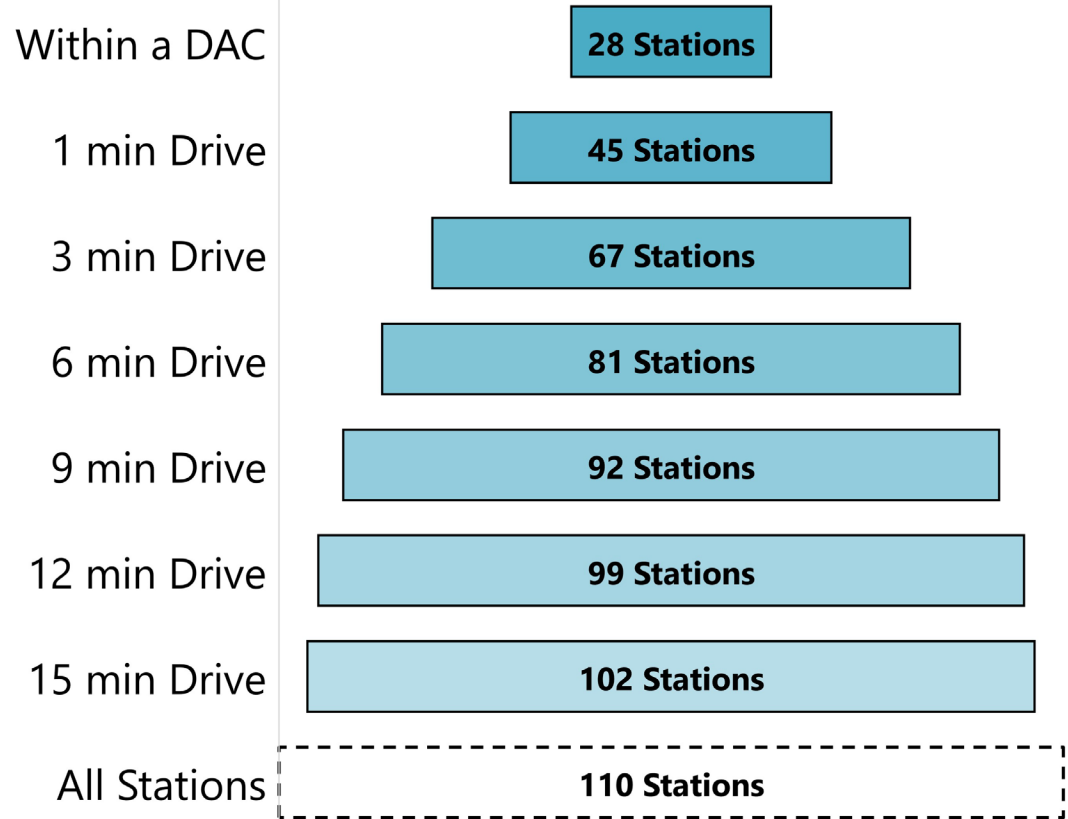 Within a DAC 28 Stations
1 min Drive 45 Stations
3 min Drive 67 Stations
6 min Drive 81 Stations
9 min Drive 92 Stations
12 min Drive 99 Stations
15 min Drive 102 Stations
All Stations 110 Stations